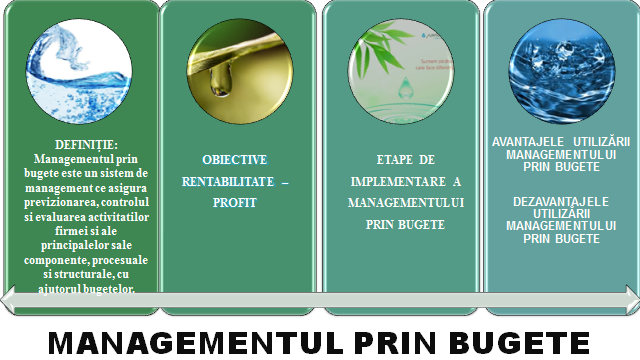 DEFINIȚIE:
Managementul prin
bugete este un sistem de
management ce asigura
previzionarea, controlul
si evaluarea activitatilor
firmei si ale
principalelor sale
componente, procesuale
si structurale, cu
ajutorul bugetelor.
OBIECTIVE
RENTABILITATE –
PROFIT
ETAPE DE
IMPLEMENTARE A
MANAGEMENTULUI
PRIN BUGETE
AVANTAJELE UTILIZĂRII
MANAGEMENTULUI
PRIN BUGETE
DEZAVANTAJELE
UTILIZĂRII
MANAGEMENTULUI
PRIN BUGETE
MANAGEMENTUL PRIN BUGETE